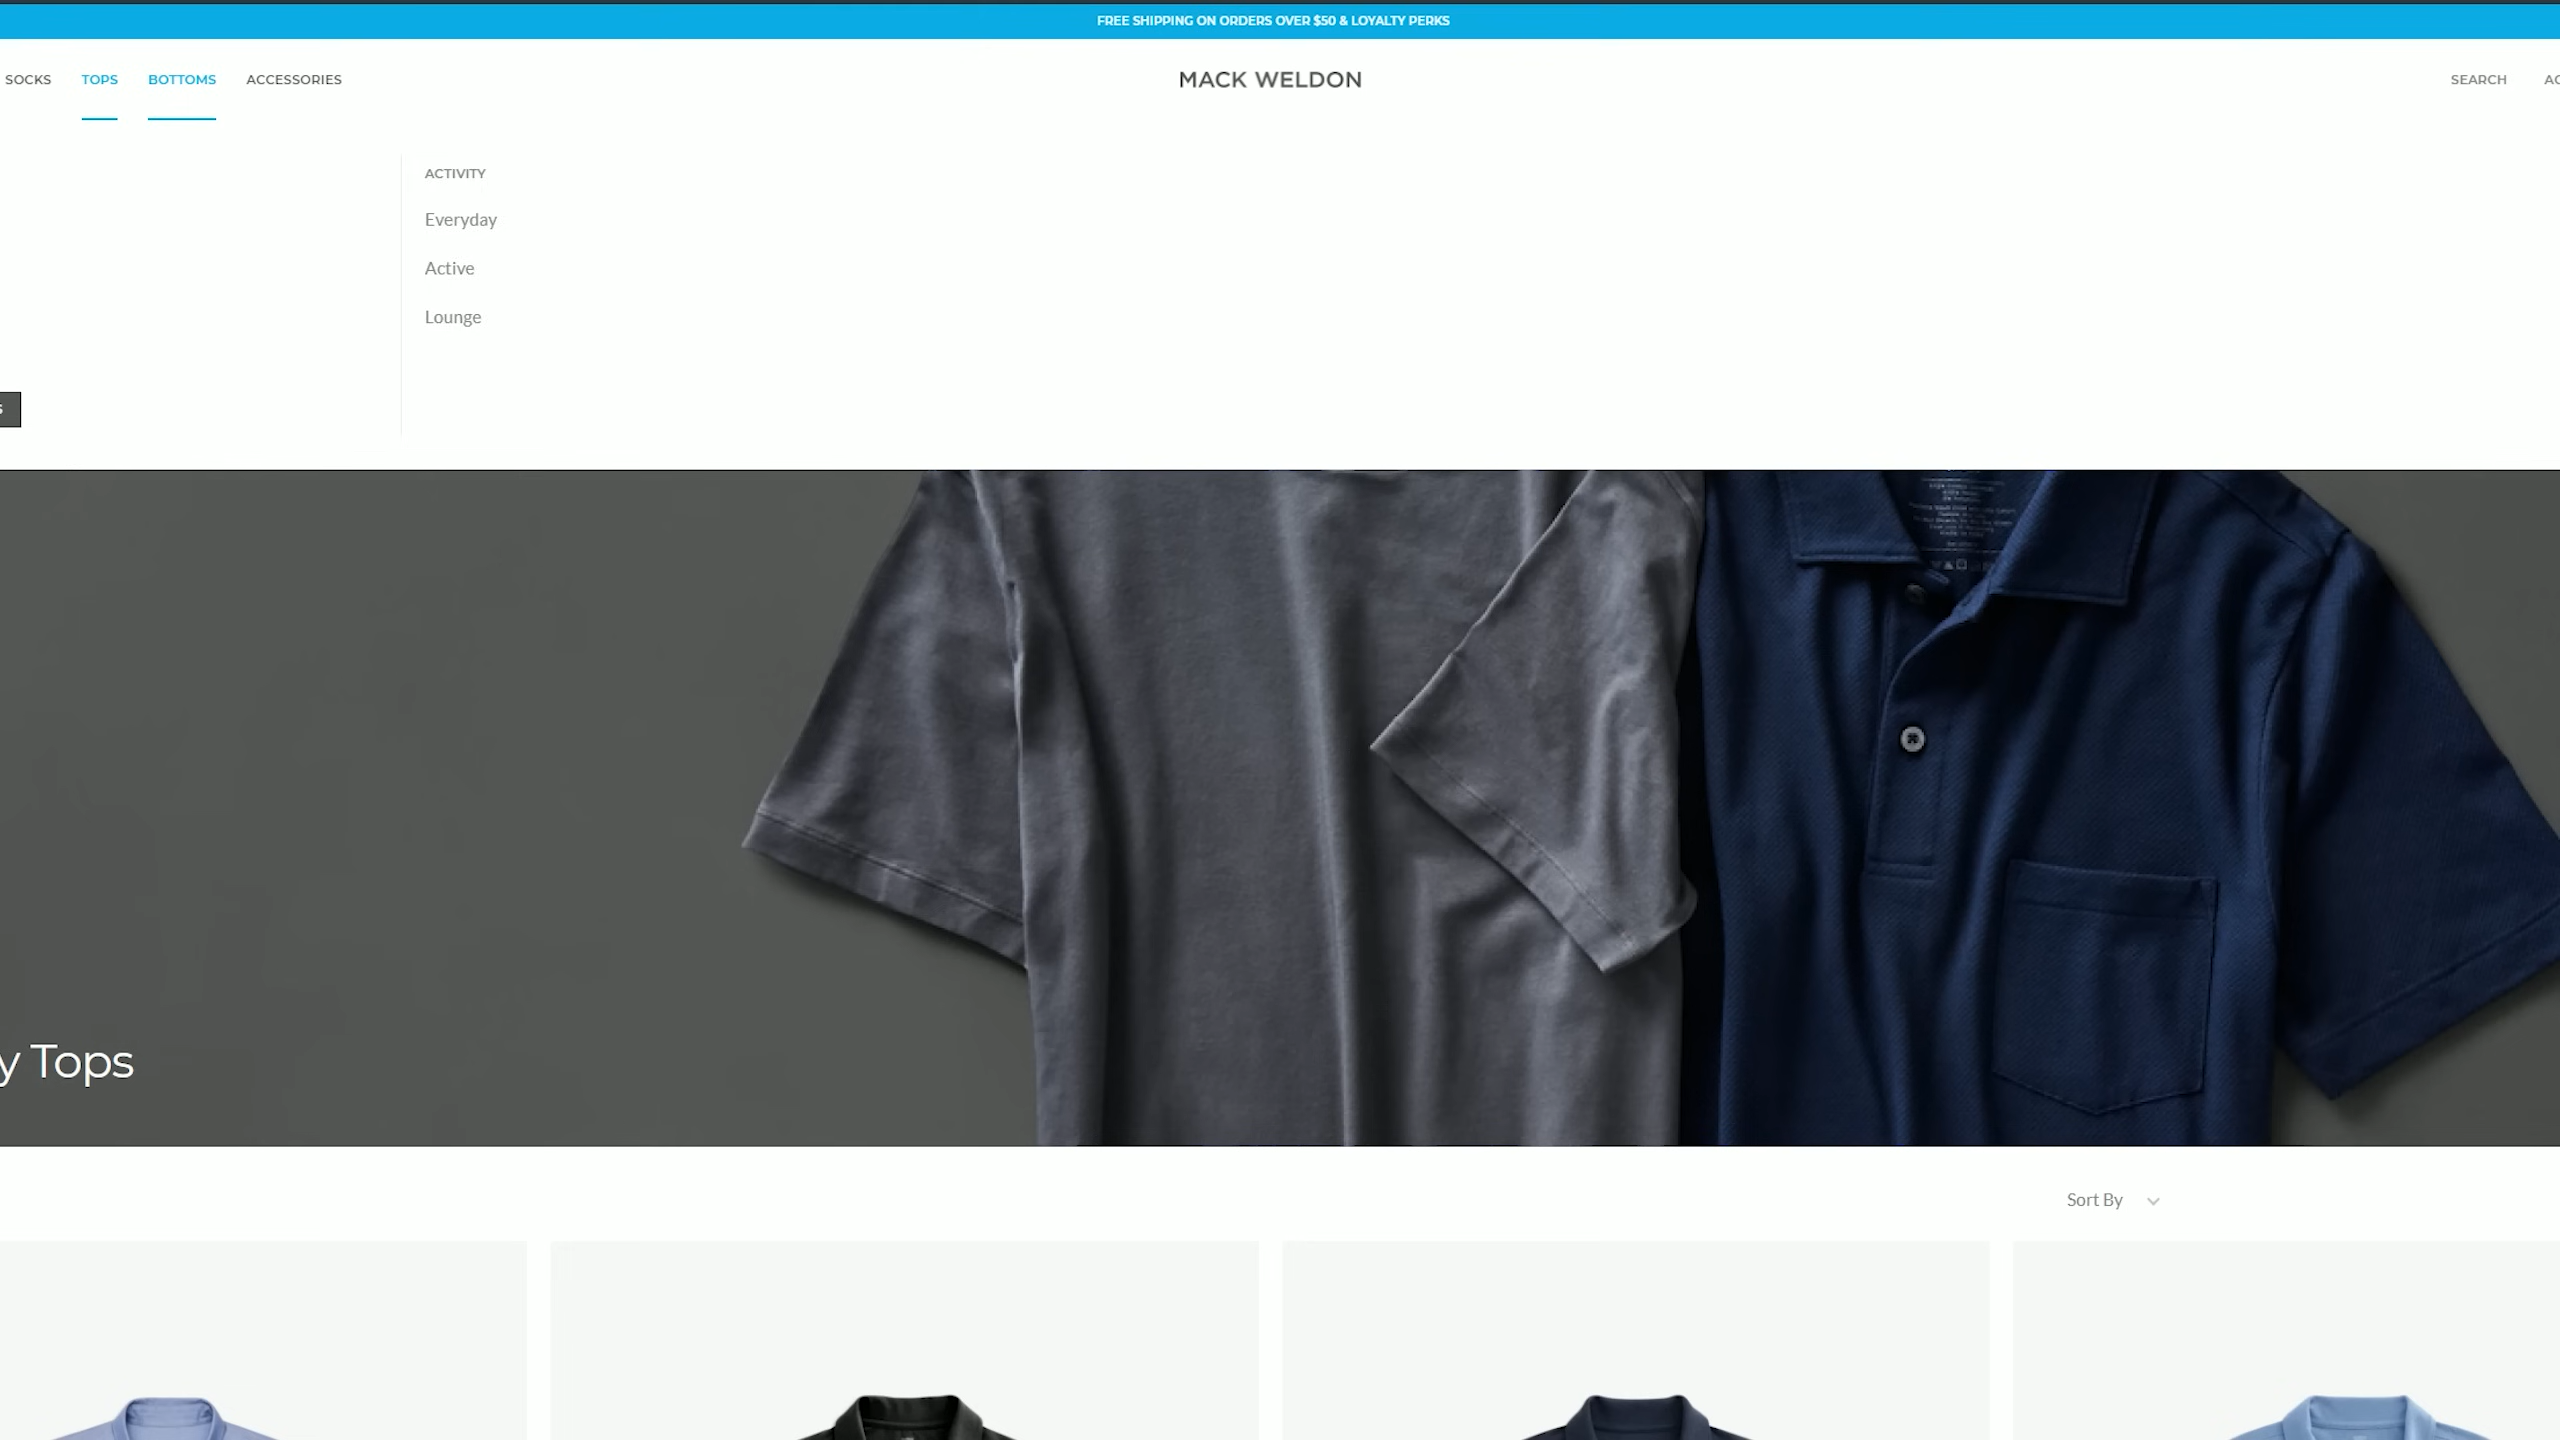 FREE SHIPPING ON ORDERS OVER $50 & LOYALTY PERKS
SOCKS TOPS BOTTOMS ACCESSORIES MACK WELDON SEARCH
ACTIVITY
Everyday
Active
Lounge
Tops
Sort By